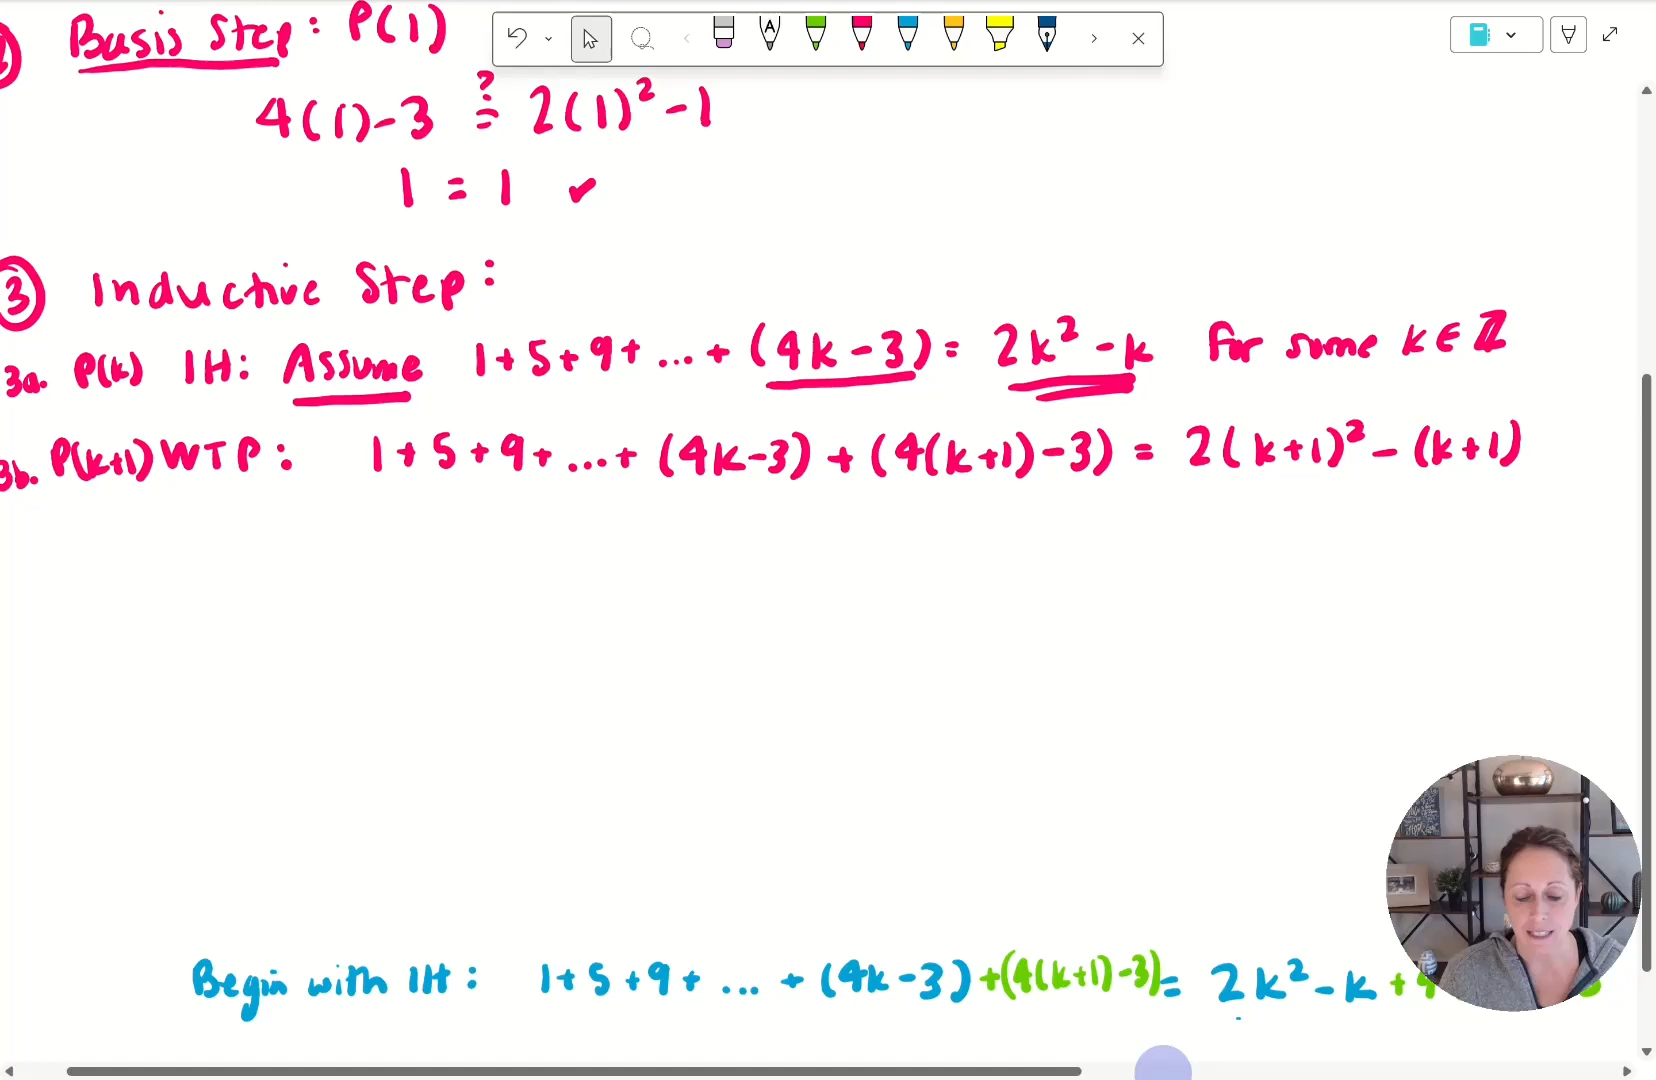 Basis Step: P(1)
4(1)-3 ≟ 2(1)² -1
1 = 1 ✓
③ Inductive Step:
3a. P(k) IH: Assume 1+5+9+...+(4k-3) = 2k² -k for some k∈ℤ
3b. P(k+1) WTP: 1+5+9+...+(4k-3)+(4(k+1)-3) = 2(k+1)² -(k+1)
Begin with IH: 1+5+9+...+(4k-3)+(4(k+1)-3) = 2k² -k +